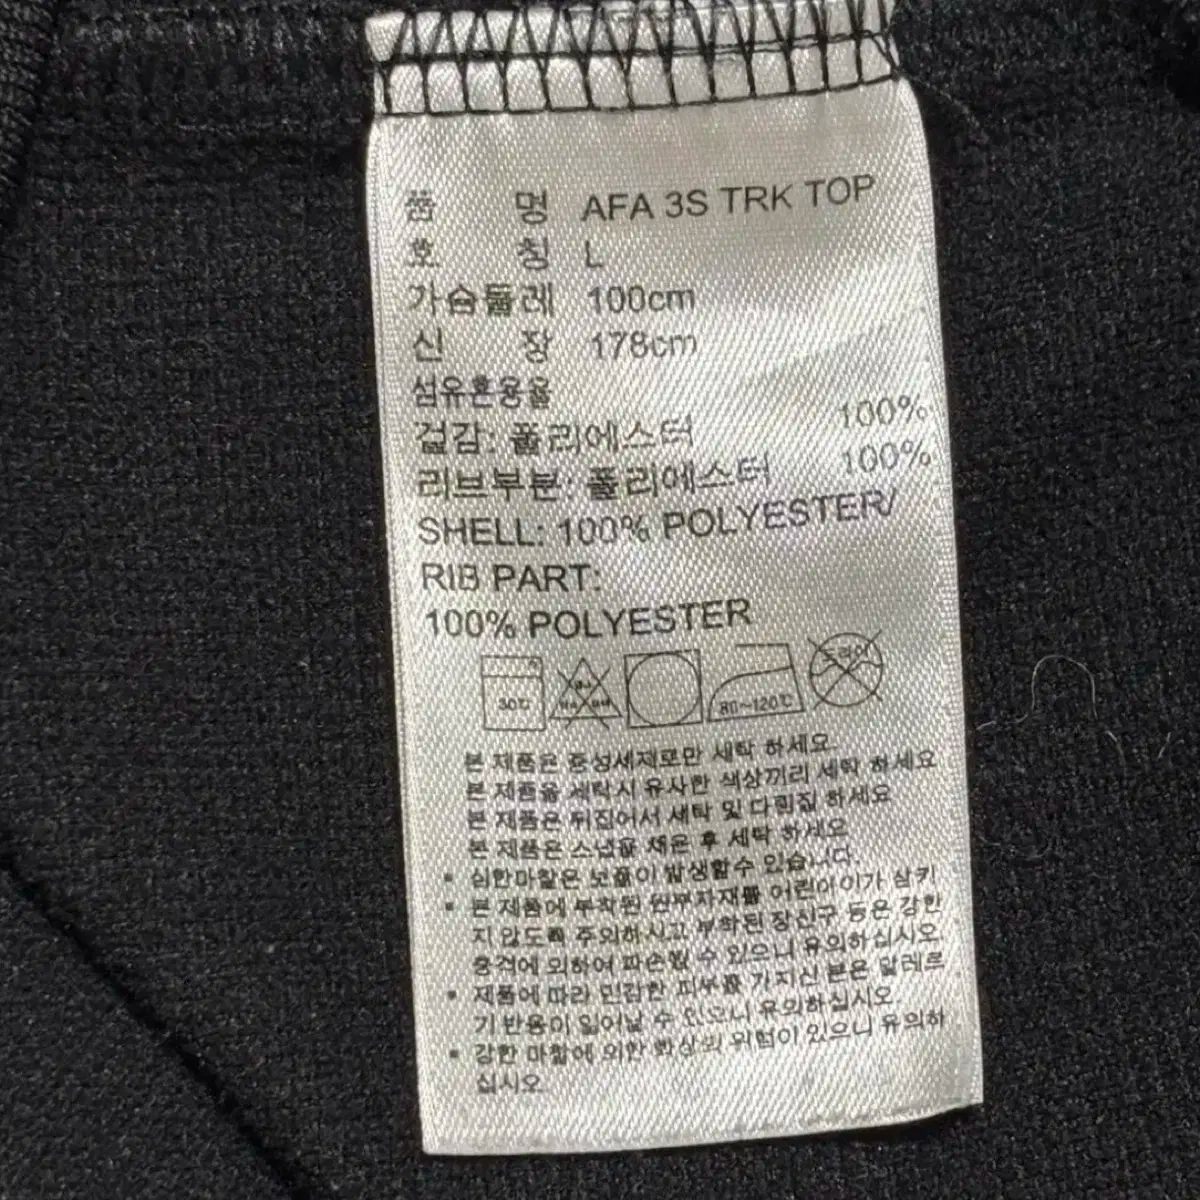 품 명 AFA 3S TRK TOP
호 칭 L
가슴둘레 100cm
신 장 178cm
섬유혼용율
겉감: 폴리에스터 100%
리브부분: 폴리에스터 100%
SHELL: 100% POLYESTER/
RIB PART:
100% POLYESTER
30℃ 80~120℃ 드라이
본 제품은 중성세제로만 세탁 하세요.
본 제품을 세탁시 유사한 색상끼리 세탁 하세요
본 제품은 뒤집어서 세탁 및 다림질 하세요
본 제품은 스냅을 채운 후 세탁 하세요
• 심한마찰은 보풀이 발생할수 있습니다.
• 본 제품에 부착된 원부자재를 어린이이가 삼키
지 않도록 주의하시고 부착된 장신구 등은 강한
충격에 의하여 파손될 수 있으니 유의하십시오
• 제품에 따라 민감한 피부를 가지신 분은 알레르
기 반응이 일어날 수 있으니 유의하십시오.
• 강한 마찰에 의한 화상의 위험이 있으니 유의하
십시오.